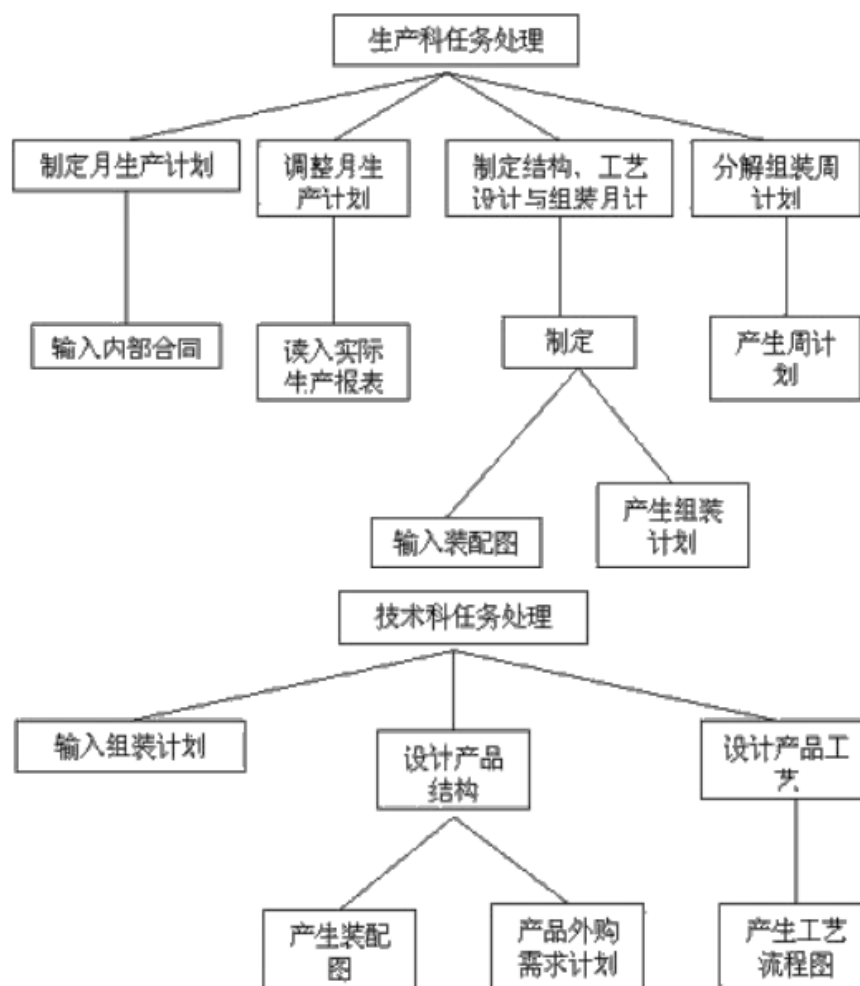 生产科任务处理
制定月生产计划
调整月生
产计划
制定结构、工艺
设计与组装月计
分解组装周
计划
输入内部合同
读入实际
生产报表
制定
产生周计
划
输入装配图
产生组装
计划
技术科任务处理
输入组装计划
设计产品
结构
设计产品工
艺
产生装配
图
产品外购
需求计划
产生工艺
流程图